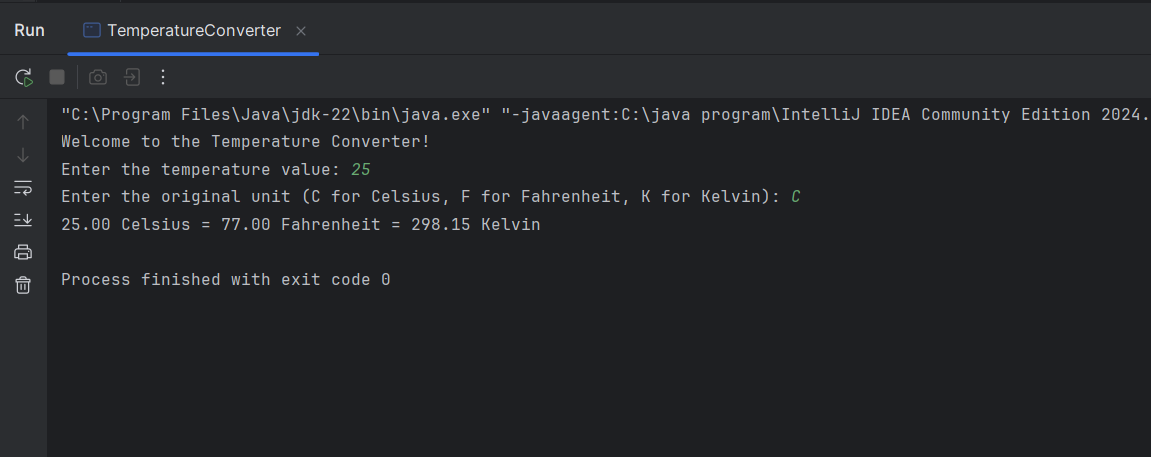 Run TemperatureConverter
"C:\Program Files\Java\jdk-22\bin\java.exe" "-javaagent:C:\java program\IntelliJ IDEA Community Edition 2024.
Welcome to the Temperature Converter!
Enter the temperature value: 25
Enter the original unit (C for Celsius, F for Fahrenheit, K for Kelvin): C
25.00 Celsius = 77.00 Fahrenheit = 298.15 Kelvin
Process finished with exit code 0